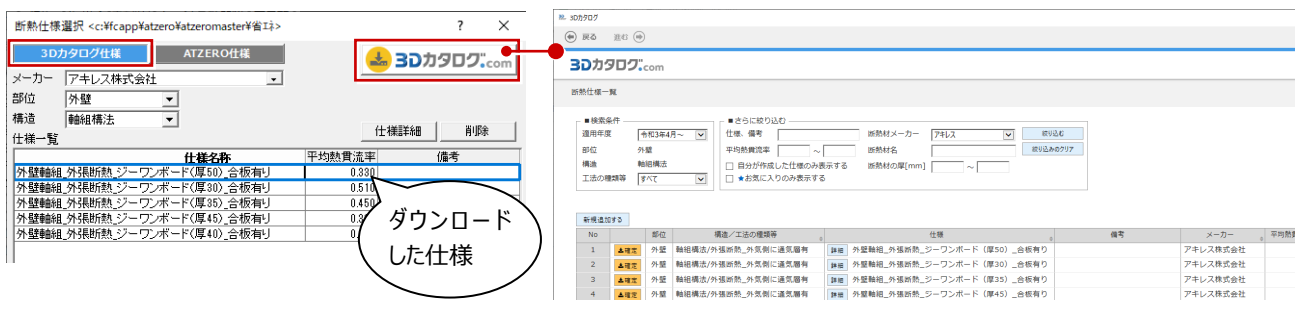 断熱仕様選択 <c:¥fcapp¥atzero¥atzeromaster¥省エネ>
? ×
3Dカタログ仕様 ATZERO仕様
3Dカタログ.com
メーカー アキレス株式会社
部位 外壁
構造 軸組構法
仕様詳細 削除
仕様一覧
仕様名称 平均熱貫流率 備考
外壁軸組_外張断熱_ジーワンボード(厚50)_合板有り 0.330
外壁軸組_外張断熱_ジーワンボード(厚30)_合板有り 0.510
外壁軸組_外張断熱_ジーワンボード(厚35)_合板有り 0.450
外壁軸組_外張断熱_ジーワンボード(厚45)_合板有り
外壁軸組_外張断熱_ジーワンボード(厚40)_合板有り
ダウンロード
した仕様
3Dカタログ
戻る 進む
3Dカタログ.com
断熱仕様一覧
■検索条件
適用年度 令和3年4月~
部位 外壁
構造 軸組構法
工法の種類等 すべて
■さらに絞り込む
仕様、備考 断熱材メーカー アキレス 絞り込む
平均熱貫流率 ~ 断熱材名 絞り込みのクリア
自分が作成した仕様のみ表示する 断熱材の厚[mm] ~
★お気に入りのみ表示する
新規追加する
No 部位 構造/工法の種類等 仕様 備考 メーカー 平均熱貫
1 確定 外壁 軸組構法/外張断熱_外気側に通気層有 詳細 外壁軸組_外張断熱_ジーワンボード(厚50)_合板有り アキレス株式会社
2 確定 外壁 軸組構法/外張断熱_外気側に通気層有 詳細 外壁軸組_外張断熱_ジーワンボード(厚30)_合板有り アキレス株式会社
3 確定 外壁 軸組構法/外張断熱_外気側に通気層有 詳細 外壁軸組_外張断熱_ジーワンボード(厚35)_合板有り アキレス株式会社
4 確定 外壁 軸組構法/外張断熱_外気側に通気層有 詳細 外壁軸組_外張断熱_ジーワンボード(厚45)_合板有り アキレス株式会社